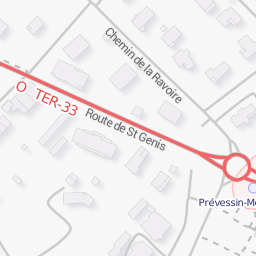 Chemin de la Ravoire
O TER-33
Route de St Genis
Prévessin-Mo